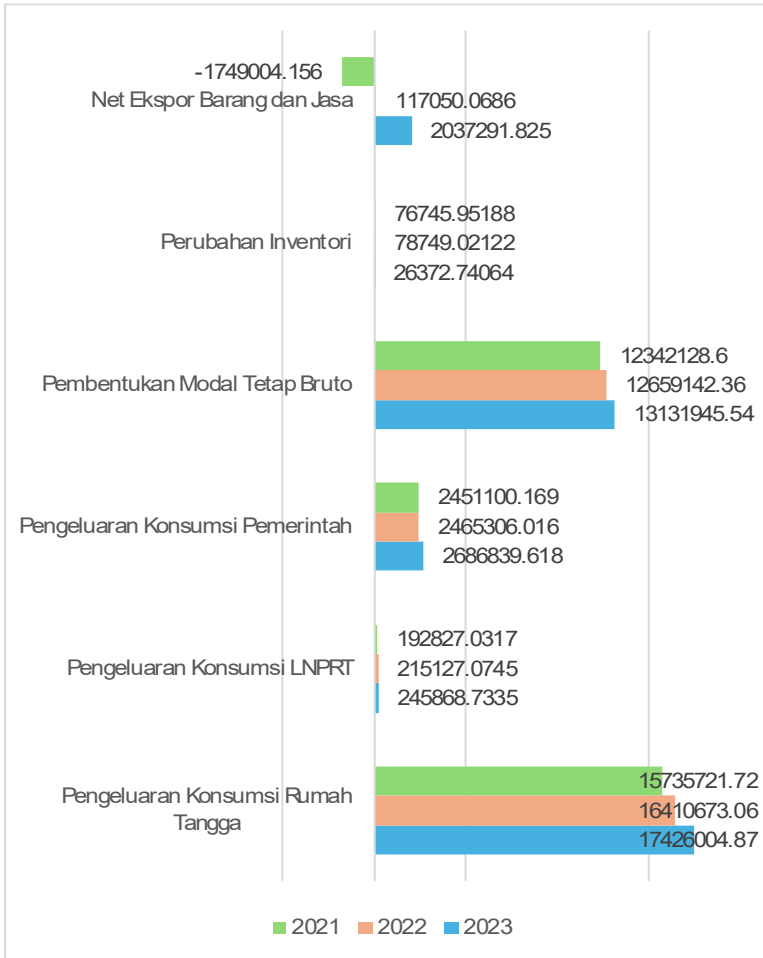 -1749004.156
Net Ekspor Barang dan Jasa
117050.0686
2037291.825
76745.95188
Perubahan Inventori
78749.02122
26372.74064
12342128.6
Pembentukan Modal Tetap Bruto
12659142.36
13131945.54
2451100.169
Pengeluaran Konsumsi Pemerintah
2465306.016
2686839.618
192827.0317
Pengeluaran Konsumsi LNPRT
215127.0745
245868.7335
15735721.72
Pengeluaran Konsumsi Rumah
Tangga
16410673.06
17426004.87
2021 2022 2023